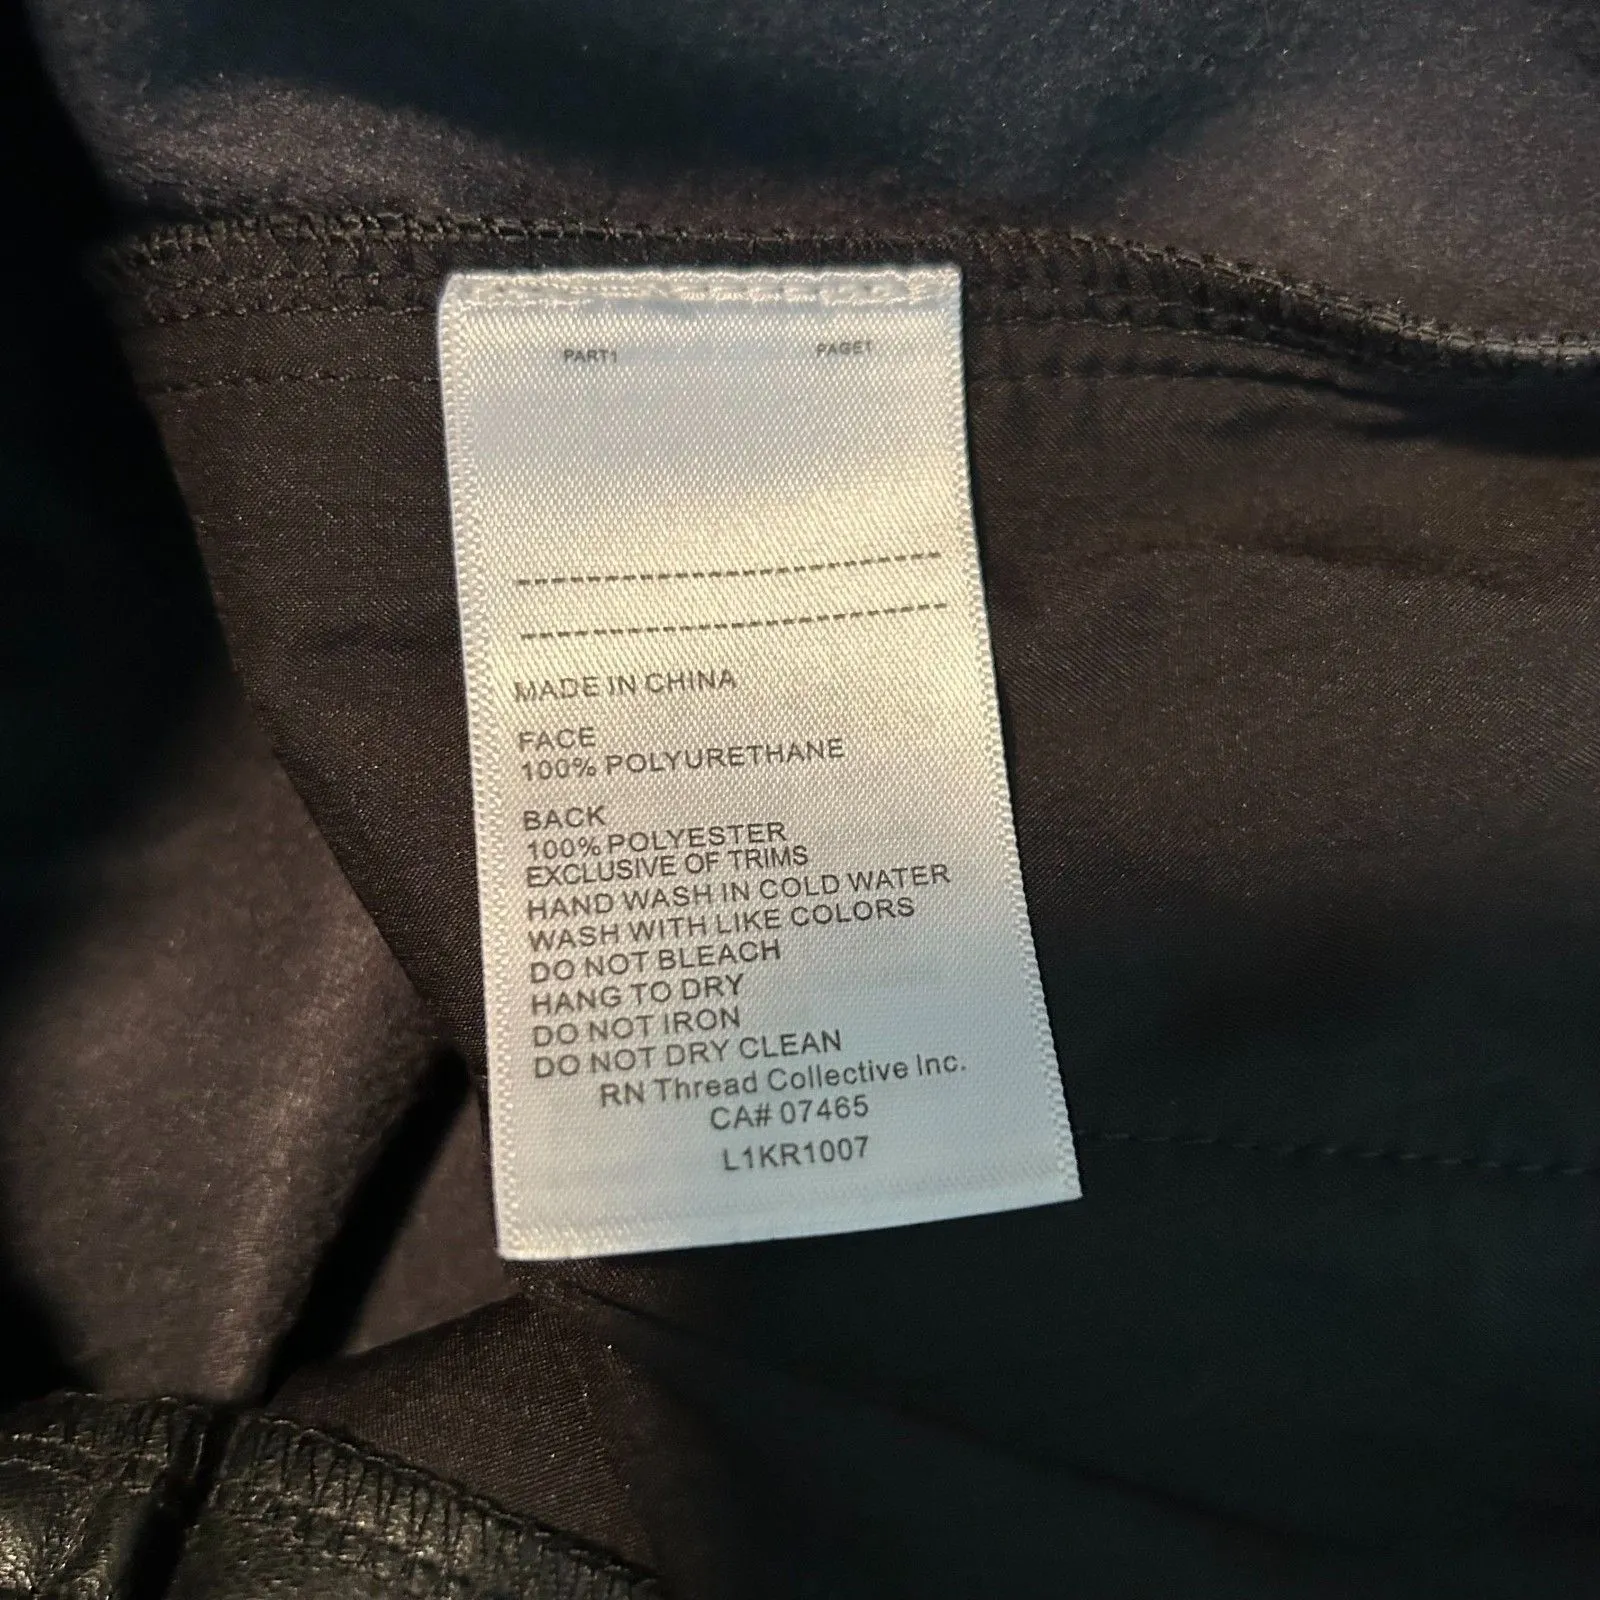 PART1 PAGE1
MADE IN CHINA
FACE
100% POLYURETHANE
BACK
100% POLYESTER
EXCLUSIVE OF TRIMS
HAND WASH IN COLD WATER
WASH WITH LIKE COLORS
DO NOT BLEACH
HANG TO DRY
DO NOT IRON
DO NOT DRY CLEAN
RN Thread Collective Inc.
CA# 07465
L1KR1007